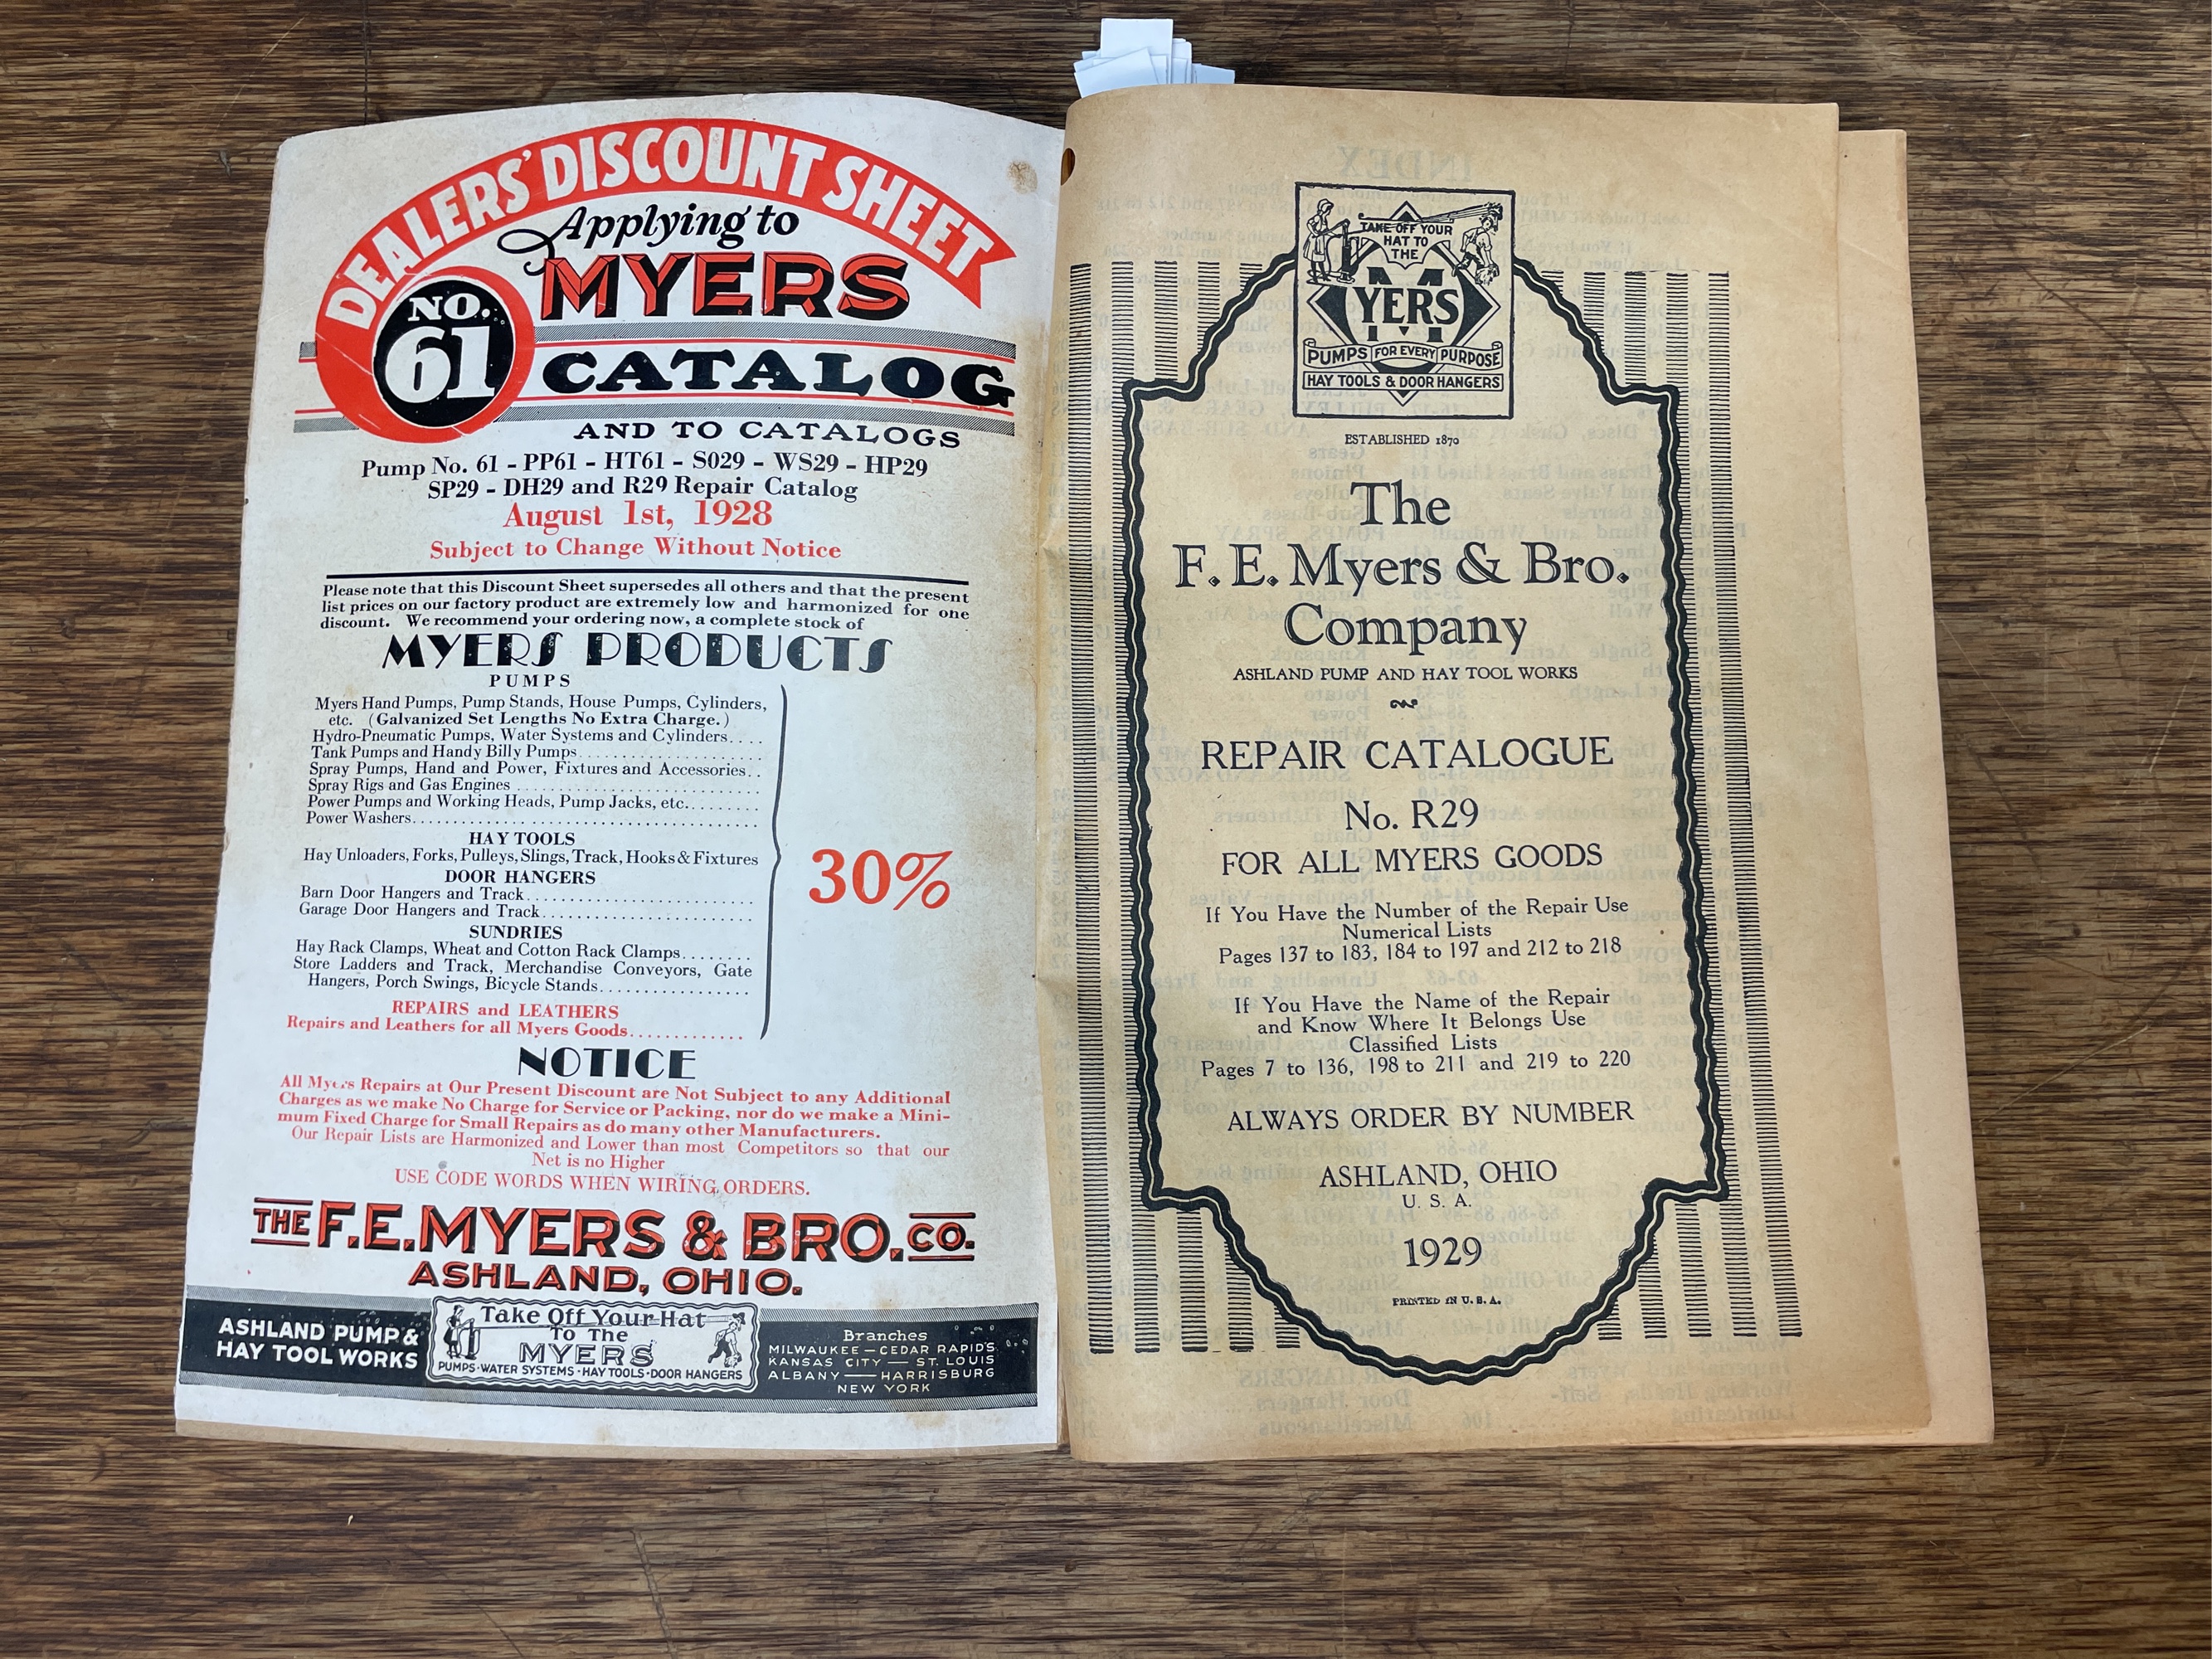 DEALERS' DISCOUNT SHEET
Applying to
MYERS
NO.
61
CATALOG
AND TO CATALOGS
Pump No. 61 - PP61 - HT61 - S029 - WS29 - HP29
SP29 - DH29 and R29 Repair Catalog
August 1st, 1928
Subject to Change Without Notice
Please note that this Discount Sheet supersedes all others and that the present
list prices on our factory product are extremely low and harmonized for one
discount. We recommend your ordering now, a complete stock of
MYERS PRODUCTS
PUMPS
Myers Hand Pumps, Pump Stands, House Pumps, Cylinders,
etc. (Galvanized Set Lengths No Extra Charge.)
Hydro-Pneumatic Pumps, Water Systems and Cylinders....
Tank Pumps and Handy Billy Pumps........................
Spray Pumps, Hand and Power, Fixtures and Accessories..
Spray Rigs and Gas Engines................................
Power Pumps and Working Heads, Pump Jacks, etc.........
Power Washers.............................................
HAY TOOLS
Hay Unloaders, Forks, Pulleys, Slings, Track, Hooks & Fixtures
DOOR HANGERS
Barn Door Hangers and Track..............................
Garage Door Hangers and Track...........................
30%
SUNDRIES
Hay Rack Clamps, Wheat and Cotton Rack Clamps........
Store Ladders and Track, Merchandise Conveyors, Gate
Hangers, Porch Swings, Bicycle Stands...................
REPAIRS and LEATHERS
Repairs and Leathers for all Myers Goods.............
NOTICE
All Myers Repairs at Our Present Discount are Not Subject to any Additional
Charges as we make No Charge for Service or Packing, nor do we make a Mini-
mum Fixed Charge for Small Repairs as do many other Manufacturers.
Our Repair Lists are Harmonized and Lower than most Competitors so that our
Net is no Higher
USE CODE WORDS WHEN WIRING ORDERS.
THE F.E. MYERS & BRO. CO.
ASHLAND, OHIO.
ASHLAND PUMP &
HAY TOOL WORKS
Take Off Your Hat
To The
MYERS
PUMPS - WATER SYSTEMS - HAY TOOLS - DOOR HANGERS
Branches
MILWAUKEE — CEDAR RAPIDS
KANSAS CITY — ST. LOUIS
ALBANY — HARRISBURG
NEW YORK
TAKE OFF YOUR
HAT TO
THE
MYERS
PUMPS FOR EVERY PURPOSE
HAY TOOLS & DOOR HANGERS
ESTABLISHED 1870
The
F. E. Myers & Bro.
Company
ASHLAND PUMP AND HAY TOOL WORKS
REPAIR CATALOGUE
No. R29
FOR ALL MYERS GOODS
If You Have the Number of the Repair Use
Numerical Lists
Pages 137 to 183, 184 to 197 and 212 to 218
If You Have the Name of the Repair
and Know Where It Belongs Use
Classified Lists
Pages 7 to 136, 198 to 211 and 219 to 220
ALWAYS ORDER BY NUMBER
ASHLAND, OHIO
U. S. A.
1929
PRINTED IN U. S. A.